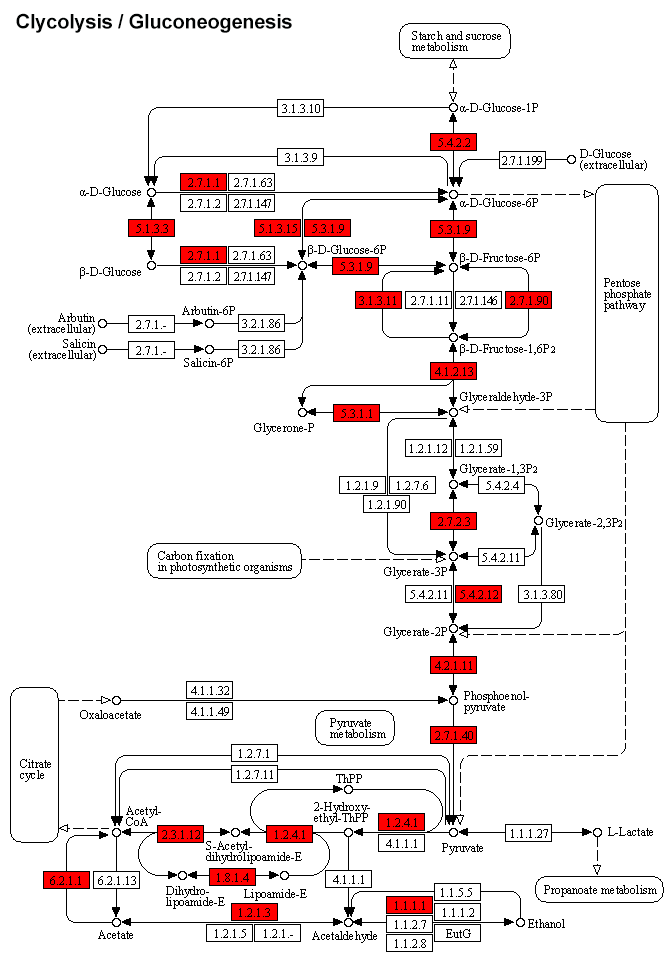 Clycolysis / Gluconeogenesis
Starch and sucrose
metabolism
3.1.3.10
α-D-Glucose-1P
5.4.2.2
3.1.3.9
2.7.1.199
D-Glucose
(extracellular)
α-D-Glucose
2.7.1.1
2.7.1.63
2.7.1.2
2.7.1.147
α-D-Glucose-6P
5.1.3.3
5.1.3.15
5.3.1.9
5.3.1.9
β-D-Glucose
2.7.1.1
2.7.1.63
2.7.1.2
2.7.1.147
β-D-Glucose-6P
5.3.1.9
β-D-Fructose-6P
Pentose
phosphate
pathway
3.1.3.11
2.7.1.11
2.7.1.146
2.7.1.90
Arbutin
(extracellular)
2.7.1.-
Arbutin-6P
3.2.1.86
Salicin
(extracellular)
2.7.1.-
Salicin-6P
3.2.1.86
β-D-Fructose-1,6P2
4.1.2.13
Glyceraldehyde-3P
Glycerone-P
5.3.1.1
1.2.1.12
1.2.1.59
1.2.1.9
1.2.7.6
1.2.1.90
Glycerate-1,3P2
5.4.2.4
2.7.2.3
Glycerate-2,3P2
Carbon fixation
in photosynthetic organisms
5.4.2.11
Glycerate-3P
5.4.2.11
5.4.2.12
3.1.3.80
Glycerate-2P
4.2.1.11
Citrate
cycle
Oxaloacetate
4.1.1.32
4.1.1.49
Phosphoenol-
pyruvate
Pyruvate
metabolism
2.7.1.40
1.2.7.1
1.2.7.11
ThPP
Acetyl-
CoA
2.3.1.12
S-Acetyl-
dihydrolipoamide-E
1.2.4.1
2-Hydroxy-
ethyl-ThPP
1.2.4.1
4.1.1.1
Pyruvate
1.1.1.27
L-Lactate
6.2.1.1
6.2.1.13
Dihydro-
lipoamide-E
1.8.1.4
Lipoamide-E
4.1.1.1
Propanoate metabolism
Acetate
1.2.1.3
1.2.1.5
1.2.1.-
Acetaldehyde
1.1.1.1
1.1.5.5
1.1.1.2
1.1.2.7
EutG
1.1.2.8
Ethanol